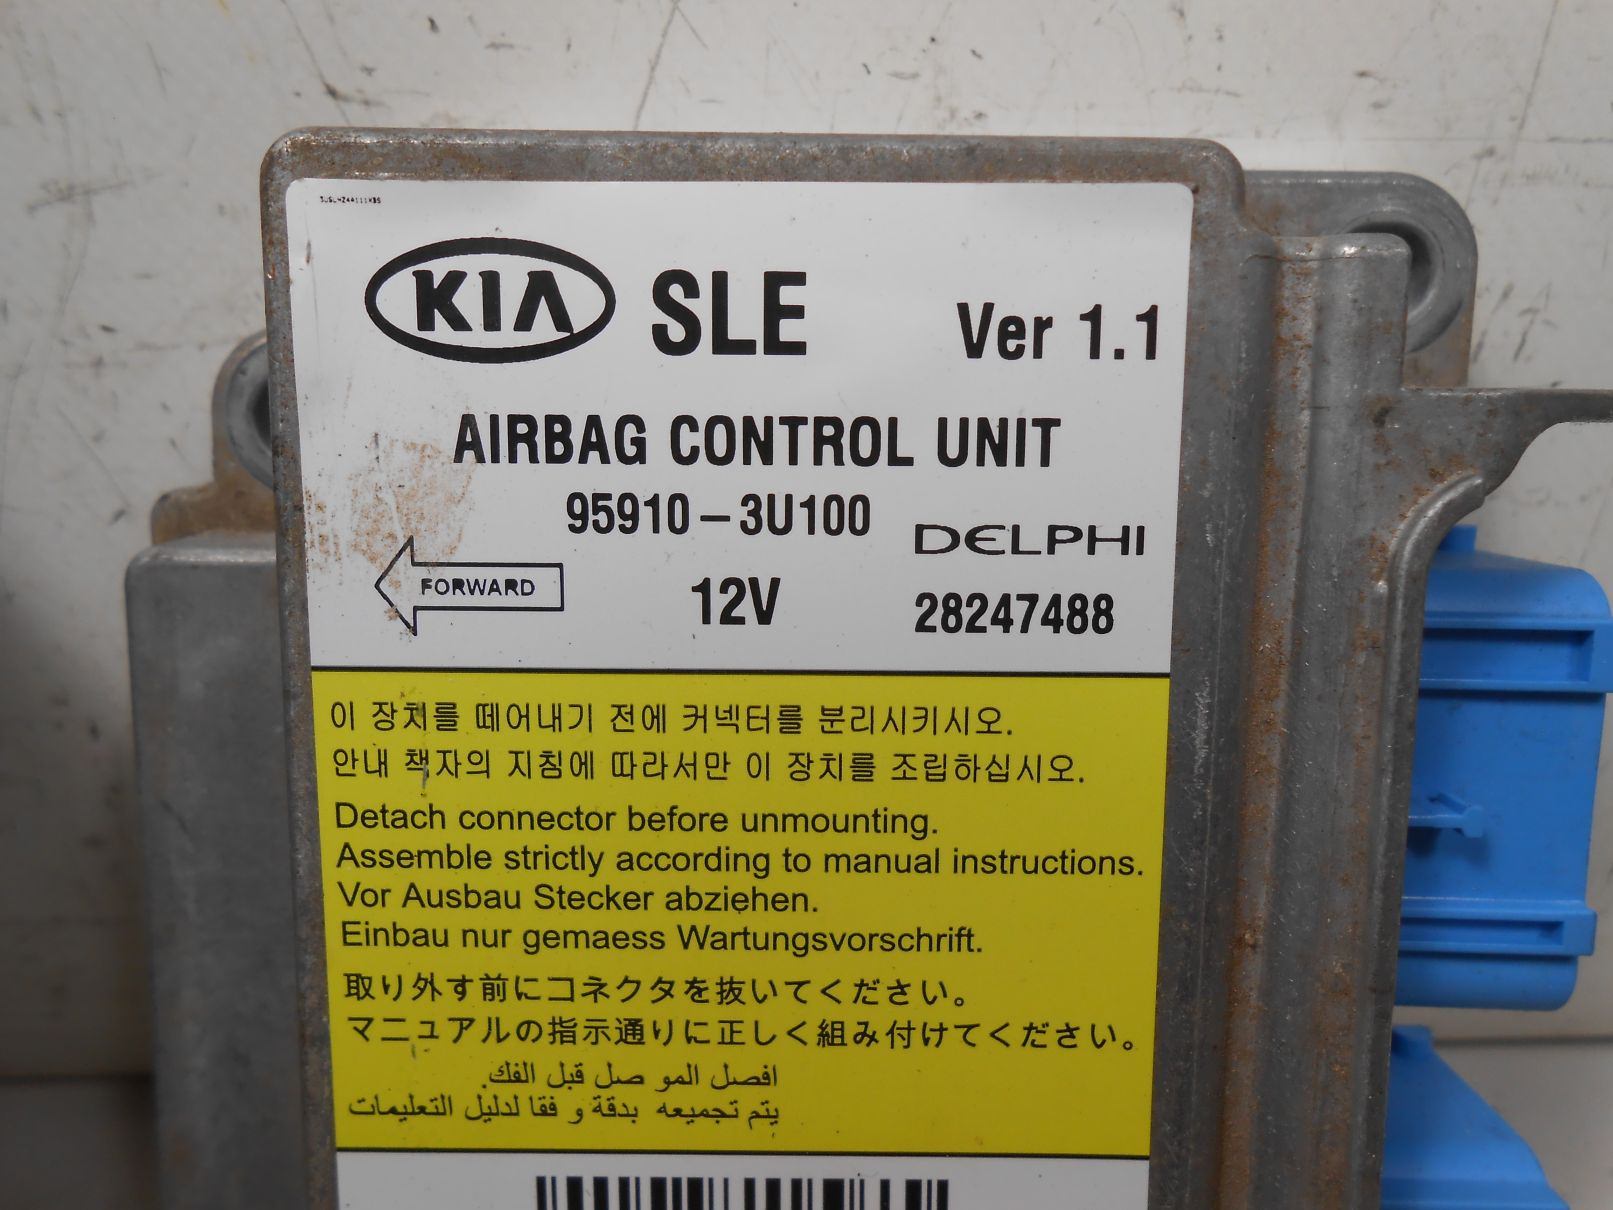 KIA SLE Ver 1.1
AIRBAG CONTROL UNIT
95910-3U100
DELPHI
FORWARD
12V
28247488
이 장치를 떼어내기 전에 커넥터를 분리시키시오.
안내 책자의 지침에 따라서만 이 장치를 조립하십시오.
Detach connector before unmounting.
Assemble strictly according to manual instructions.
Vor Ausbau Stecker abziehen.
Einbau nur gemaess Wartungsvorschrift.
取り外す前にコネクタを抜いてください。
マニュアルの指示通りに正しく組み付けてください。
افصل المو صل قبل الفك.
يتم تجميعه بدقة و فقا لدليل التعليمات